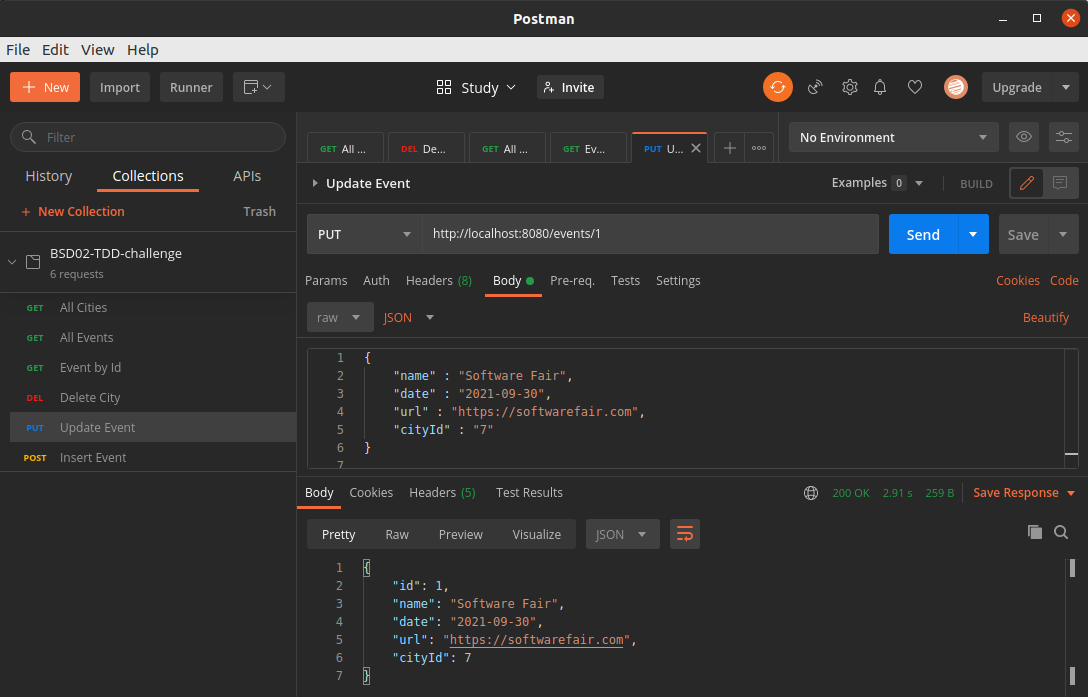 Postman
File Edit View Help
+ New Import Runner Study Invite Upgrade
Filter
History Collections APIs
+ New Collection Trash
BSD02-TDD-challenge
6 requests
GET All Cities
GET All Events
GET Event by Id
DEL Delete City
PUT Update Event
POST Insert Event
GET All ... DEL De... GET All ... GET Ev... PUT U... No Environment
Update Event Examples 0 BUILD
PUT http://localhost:8080/events/1 Send Save
Params Auth Headers (8) Body Pre-req. Tests Settings Cookies Code
raw JSON Beautify
1 {
2 "name" : "Software Fair",
3 "date" : "2021-09-30",
4 "url" : "https://softwarefair.com",
5 "cityId" : "7"
6 }
7
Body Cookies Headers (5) Test Results 200 OK 2.91 s 259 B Save Response
Pretty Raw Preview Visualize JSON
1 {
2 "id": 1,
3 "name": "Software Fair",
4 "date": "2021-09-30",
5 "url": "https://softwarefair.com",
6 "cityId": 7
7 }